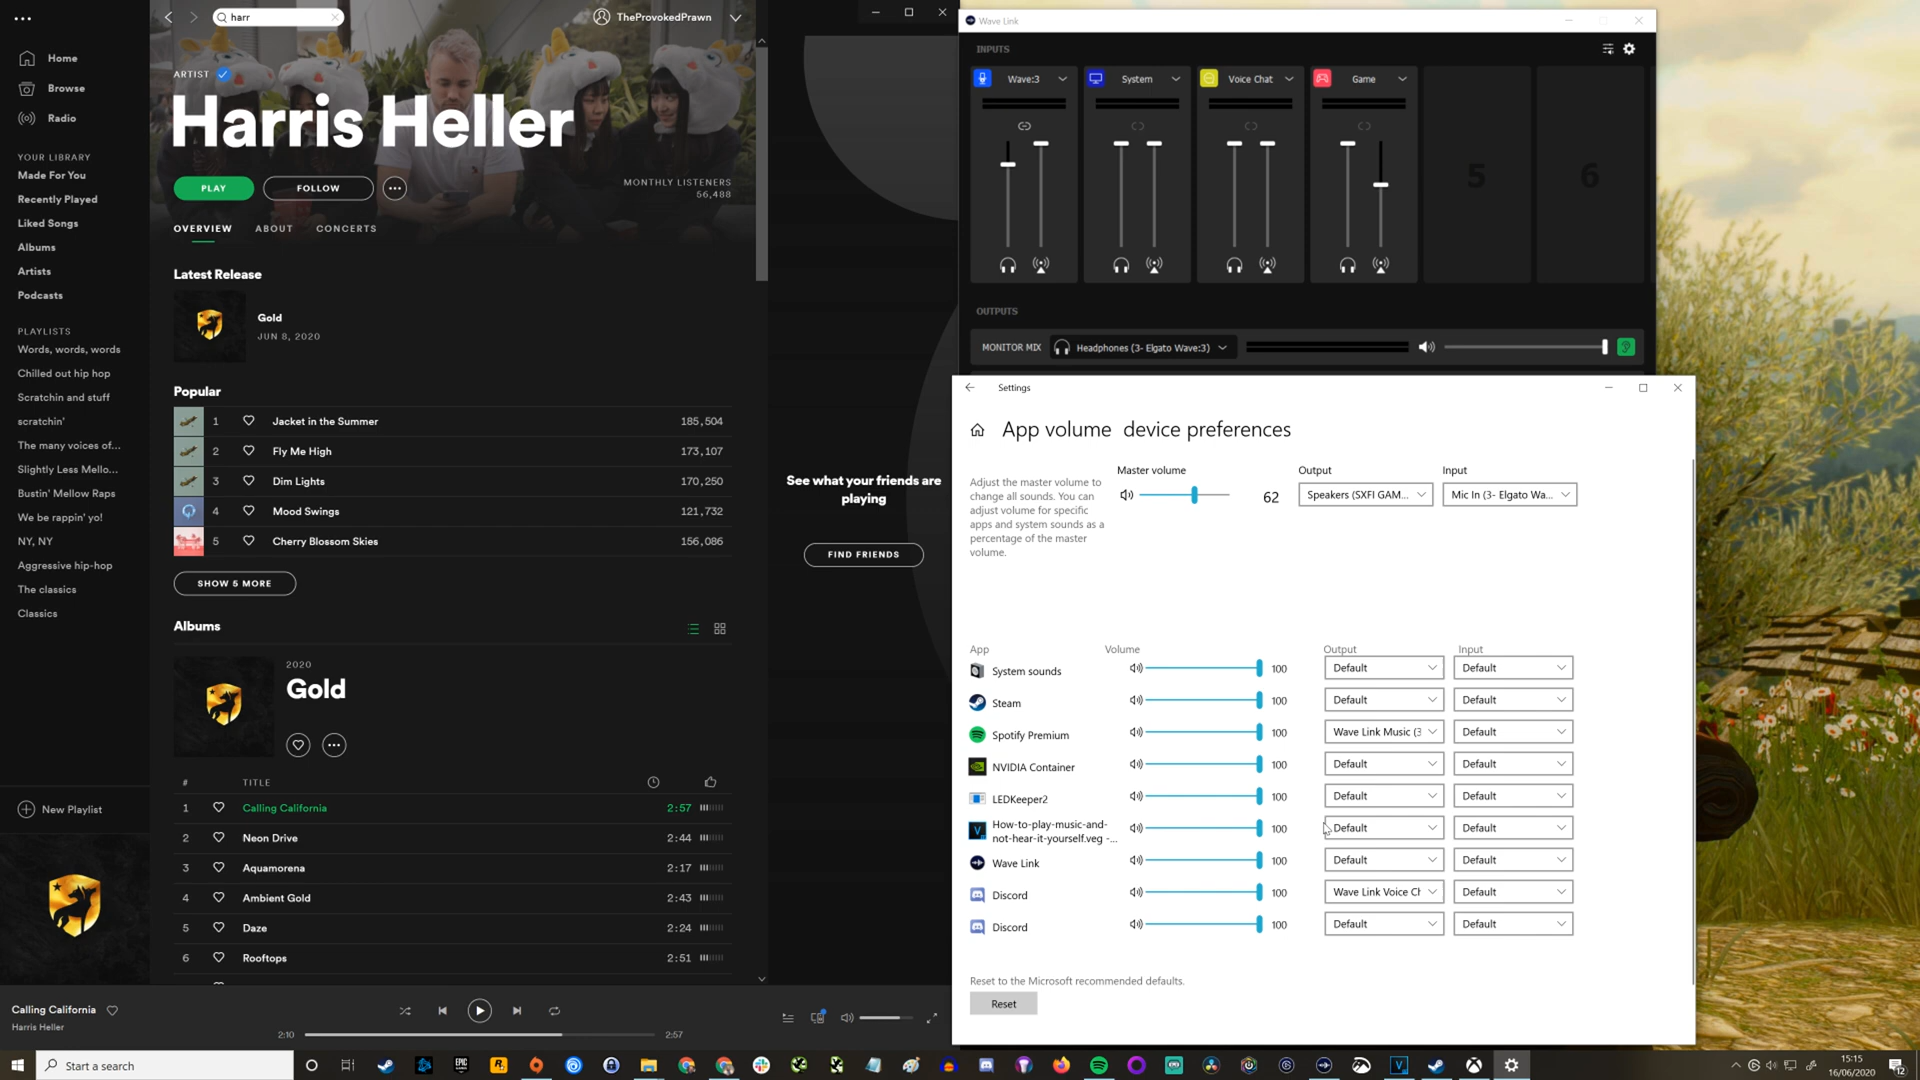 harr
TheProvokedPrawn
Home
Browse
Radio
YOUR LIBRARY
Made For You
Recently Played
Liked Songs
Albums
Artists
Podcasts
PLAYLISTS
Words, words, words
Chilled out hip hop
Scratchin and stuff
scratchin'
The many voices of...
Slightly Less Mello...
Bustin' Mellow Raps
We be rappin' yo!
NY, NY
Aggressive hip-hop
The classics
Classics
New Playlist
ARTIST
Harris Heller
PLAY
FOLLOW
MONTHLY LISTENERS
56,488
OVERVIEW ABOUT CONCERTS
Latest Release
Gold
JUN 8, 2020
Popular
1 Jacket in the Summer 185,504
2 Fly Me High 173,107
3 Dim Lights 170,250
4 Mood Swings 121,732
5 Cherry Blossom Skies 156,086
SHOW 5 MORE
Albums
2020
Gold
# TITLE
1 Calling California 2:57
2 Neon Drive 2:44
3 Aquamorena 2:17
4 Ambient Gold 2:43
5 Daze 2:24
6 Rooftops 2:51
See what your friends are
playing
FIND FRIENDS
Calling California
Harris Heller
2:10
2:57
Wave Link
INPUTS
Wave:3
System
Voice Chat
Game
5
6
OUTPUTS
MONITOR MIX
Headphones (3- Elgato Wave:3)
Settings
App volume device preferences
Adjust the master volume to
change all sounds. You can
adjust volume for specific
apps and system sounds as a
percentage of the master
volume.
Master volume
62
Output
Speakers (SXFI GAM...
Input
Mic In (3- Elgato Wa...
App Volume Output Input
System sounds 100 Default Default
Steam 100 Default Default
Spotify Premium 100 Wave Link Music (3 Default
NVIDIA Container 100 Default Default
LEDKeeper2 100 Default Default
How-to-play-music-and-
not-hear-it-yourself.veg -... 100 Default Default
Wave Link 100 Default Default
Discord 100 Wave Link Voice Ch Default
Discord 100 Default Default
Reset to the Microsoft recommended defaults.
Reset
Start a search
EPIC
15:15
16/06/2020
12